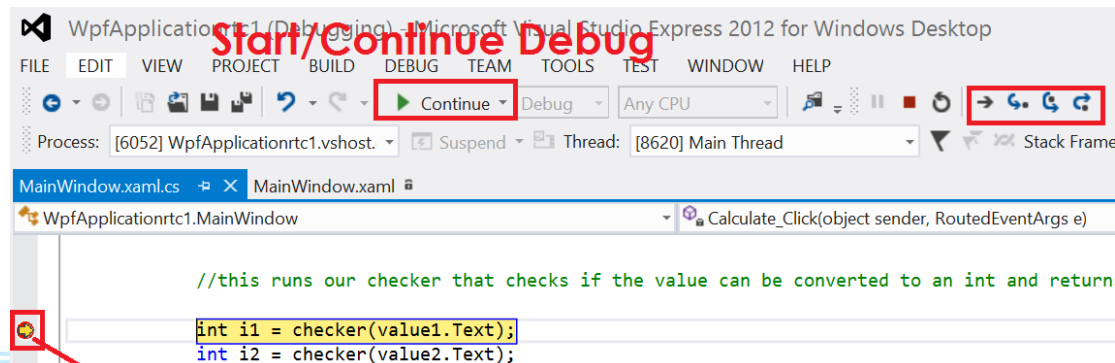 WpfApplicationrtc1 (Debugging) - Microsoft Visual Studio Express 2012 for Windows Desktop
Start/Continue Debug
FILE EDIT VIEW PROJECT BUILD DEBUG TEAM TOOLS TEST WINDOW HELP
Continue Debug Any CPU
Process: [6052] WpfApplicationrtc1.vshost. Suspend Thread: [8620] Main Thread Stack Frame
MainWindow.xaml.cs MainWindow.xaml
WpfApplicationrtc1.MainWindow Calculate_Click(object sender, RoutedEventArgs e)
//this runs our checker that checks if the value can be converted to an int and return
int i1 = checker(value1.Text);
int i2 = checker(value2.Text);